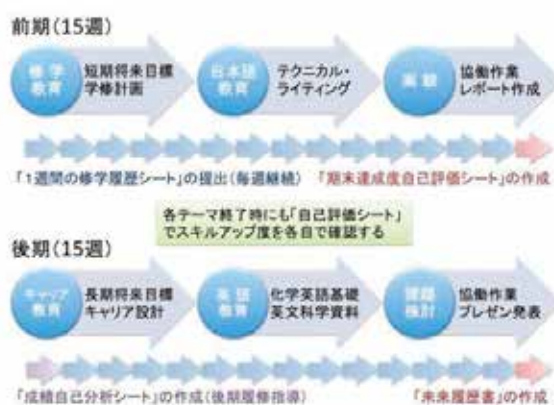 前期(15週)
修学
教育
短期将来目標
学修計画
日本語
教育
テクニカル・
ライティング
実験
協働作業
レポート作成
「1週間の修学履歴シート」の提出(毎週継続)
「期末達成度自己評価シート」の作成
各テーマ終了時にも「自己評価シート」
でスキルアップ度を各自で確認する
後期(15週)
キャリア
教育
長期将来目標
キャリア設計
英語
教育
化学英語基礎
英文科学資料
課題
検討
協働作業
プレゼン発表
「成績自己分析シート」の作成(後期履修指導)
「未来履歴書」の作成